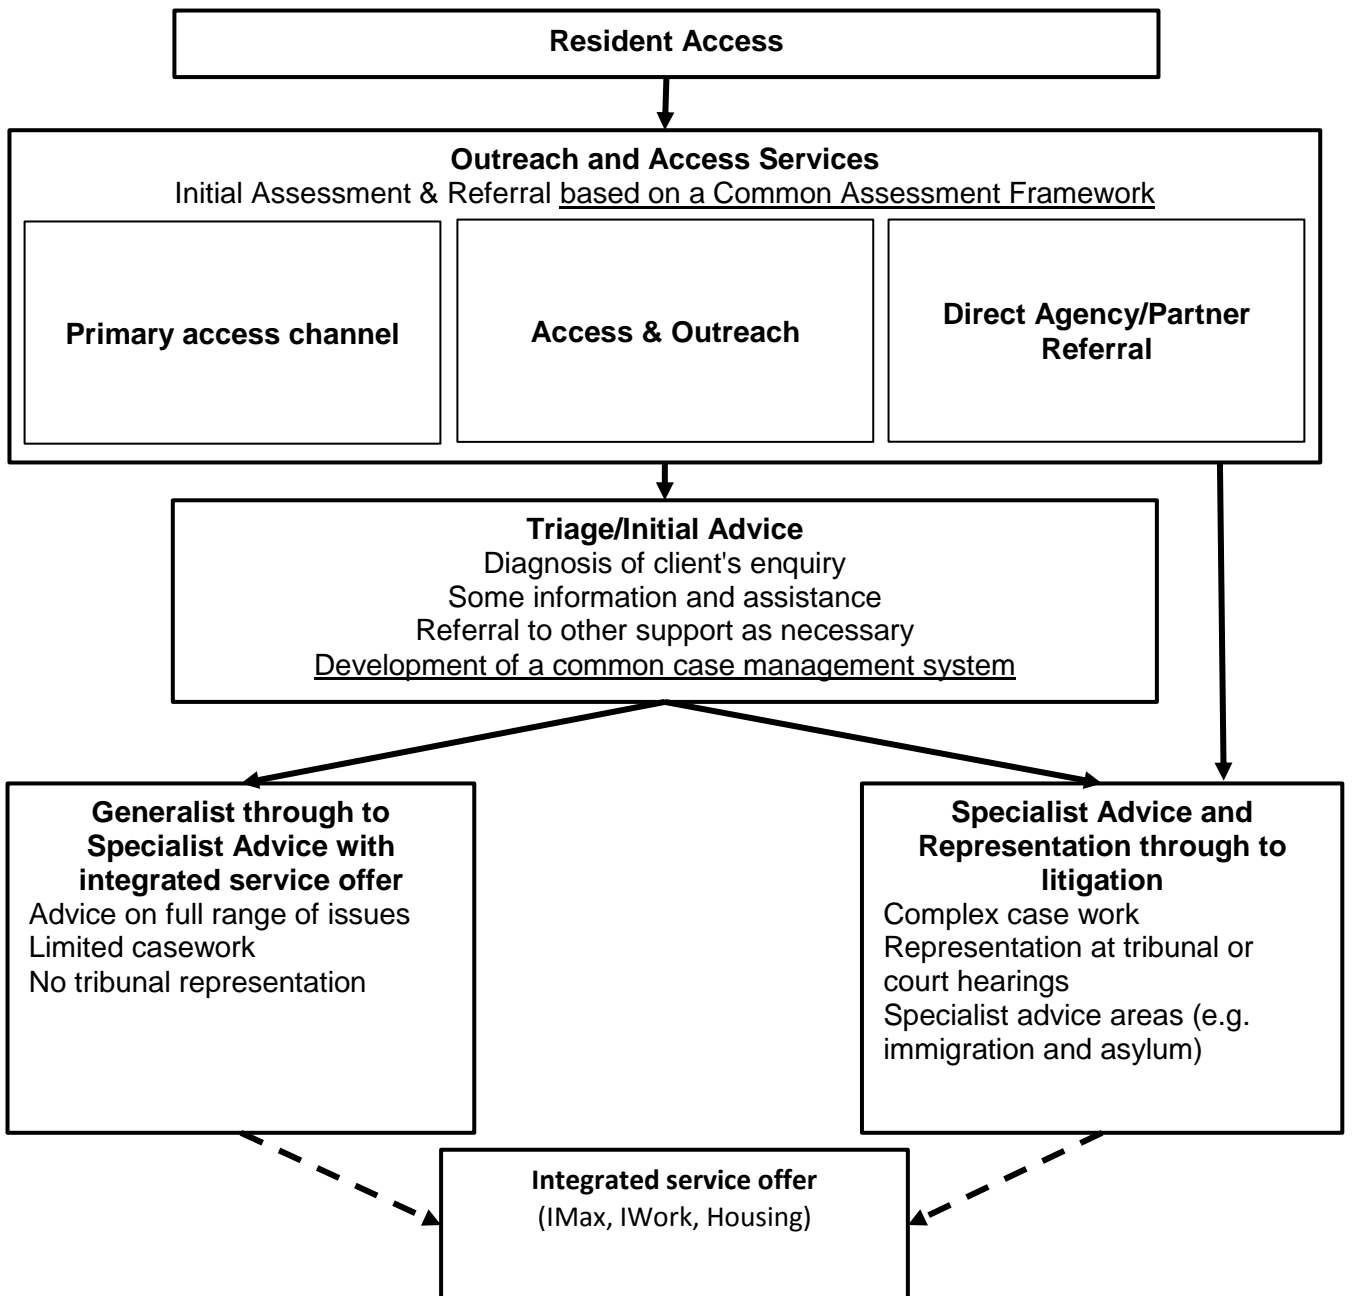 Resident Access
Outreach and Access Services
Initial Assessment & Referral based on a Common Assessment Framework
Primary access channel
Access & Outreach
Direct Agency/Partner
Referral
Triage/Initial Advice
Diagnosis of client's enquiry
Some information and assistance
Referral to other support as necessary
Development of a common case management system
Generalist through to
Specialist Advice with
integrated service offer
Advice on full range of issues
Limited casework
No tribunal representation
Specialist Advice and
Representation through to
litigation
Complex case work
Representation at tribunal or
court hearings
Specialist advice areas (e.g.
immigration and asylum)
Integrated service offer
(IMax, IWork, Housing)